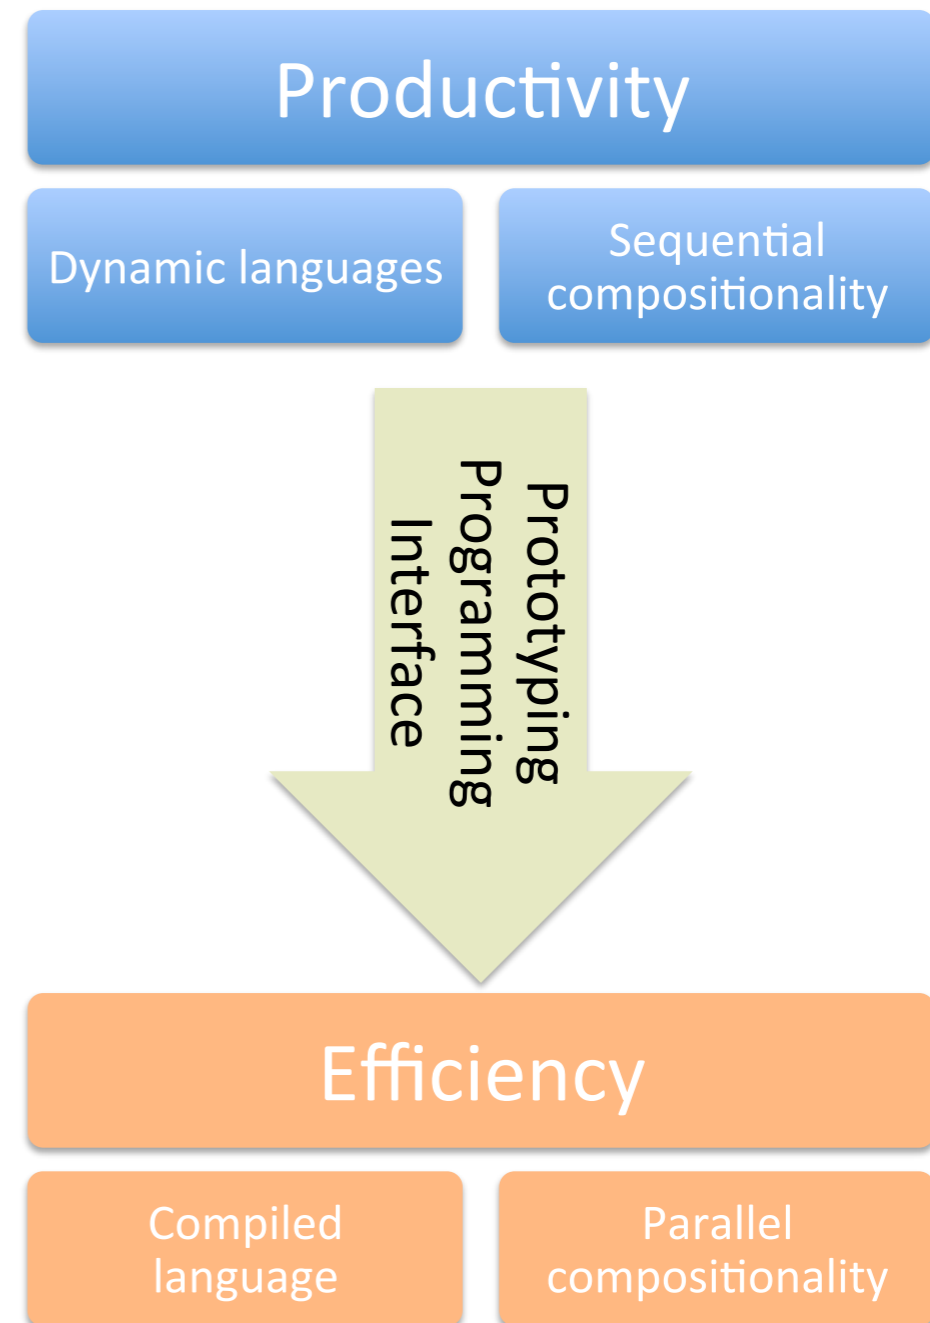 Productivity
Dynamic languages
Sequential
compositionality
Prototyping
Programming
Interface
Efficiency
Compiled
language
Parallel
compositionality